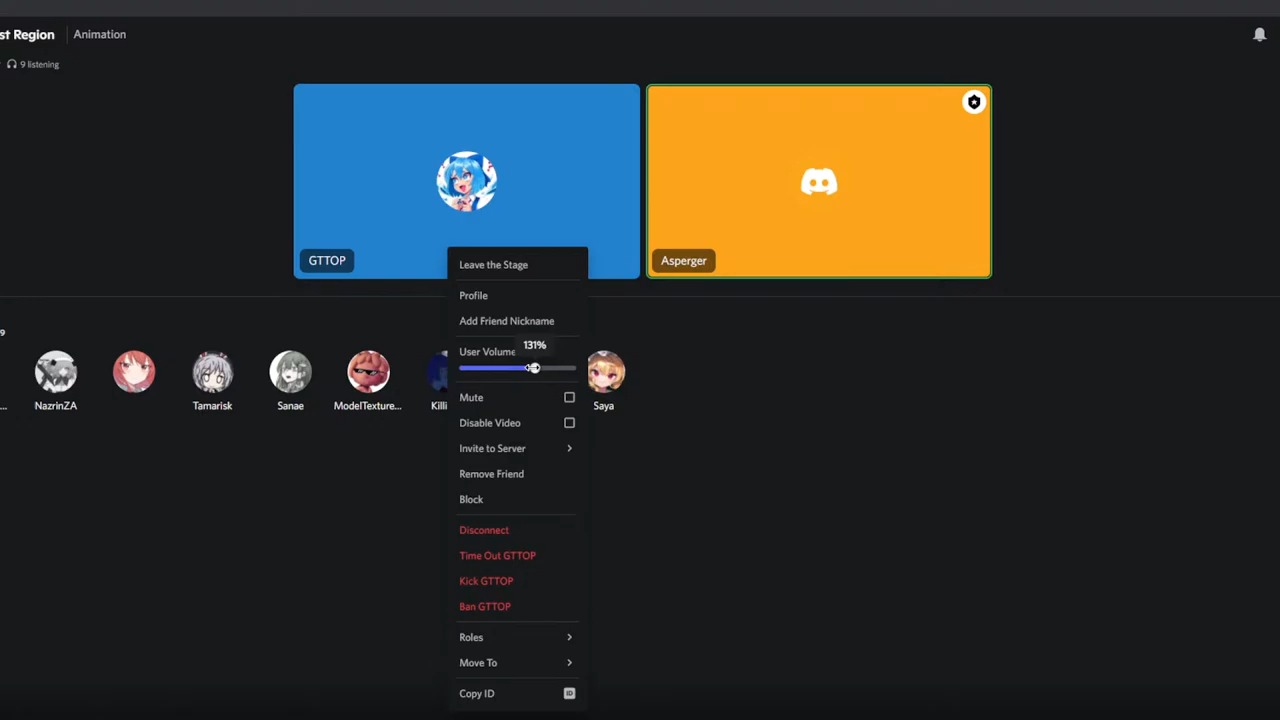 st Region
Animation
9 listening
GTTOP
Asperger
Leave the Stage
Profile
Add Friend Nickname
131%
User Volume
Mute
Disable Video
Invite to Server
Remove Friend
Block
Disconnect
Time Out GTTOP
Kick GTTOP
Ban GTTOP
Roles
Move To
Copy ID
ID
9
...
NazrinZA
Tamarisk
Sanae
ModelTexture...
Killi
Saya